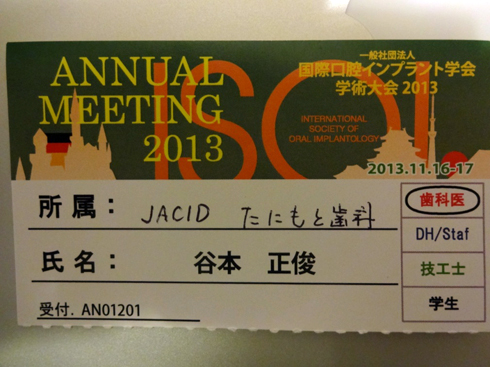 ANNUAL
MEETING
2013
ISOI.
一般社団法人
国際口腔インプラント学会
学術大会 2013
INTERNATIONAL
SOCIETY OF
ORAL IMPLANTOLOGY
2013.11.16-17
所属： JACID たにもと歯科
氏名： 谷本 正俊
受付. AN01201
歯科医
DH/Staf
技工士
学生